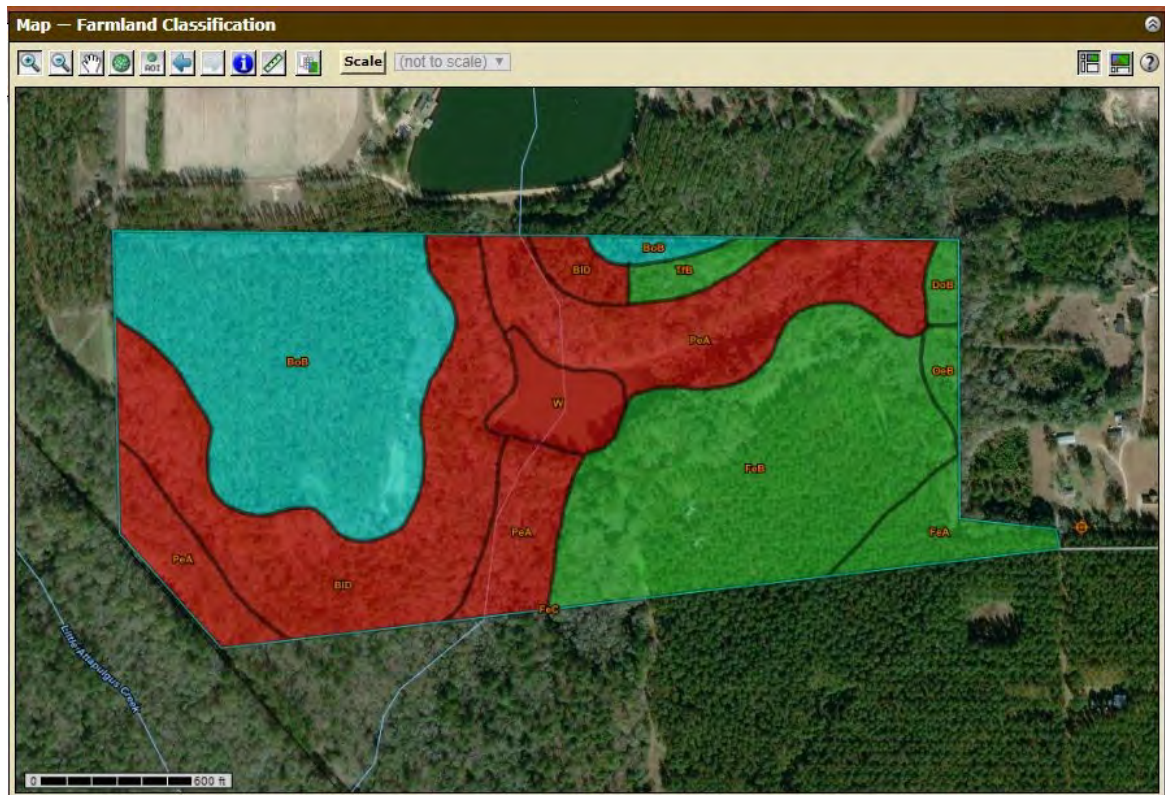 Map — Farmland Classification
AOI
Scale (not to scale)
BoB
BlD
TfB
DoB
BoB
PeA
OeB
W
FeB
PeA
FeA
PeA
BlD
FeC
Little Attapulgus Creek
0 600 ft